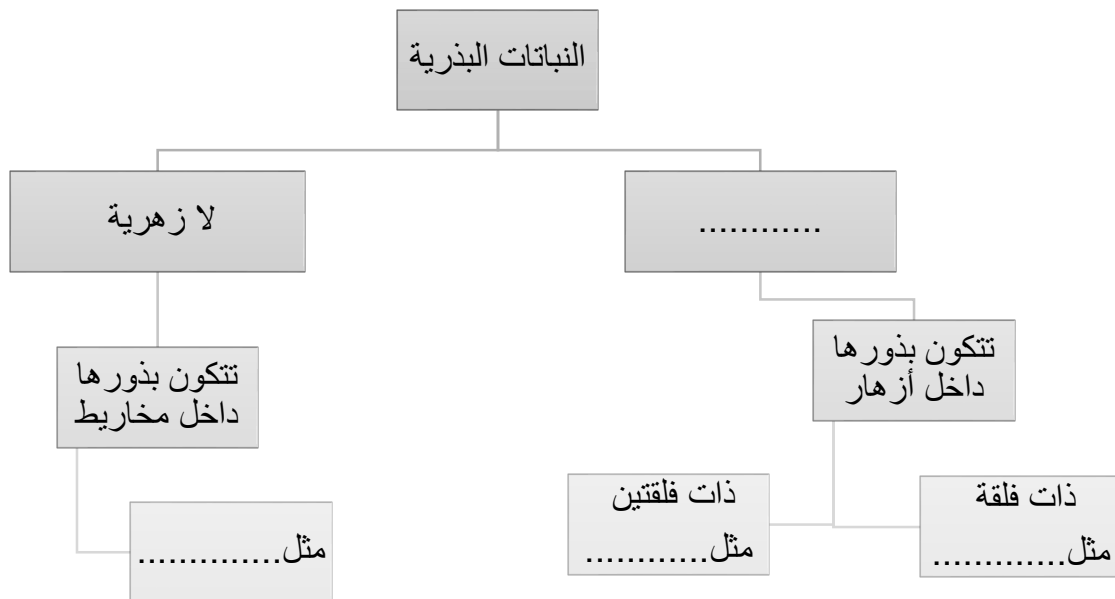 النباتات البذرية
............
لا زهرية
تتكون بذورها
داخل أزهار
تتكون بذورها
داخل مخاريط
ذات فلقة
مثل.............
ذات فلقتين
مثل............
مثل..............